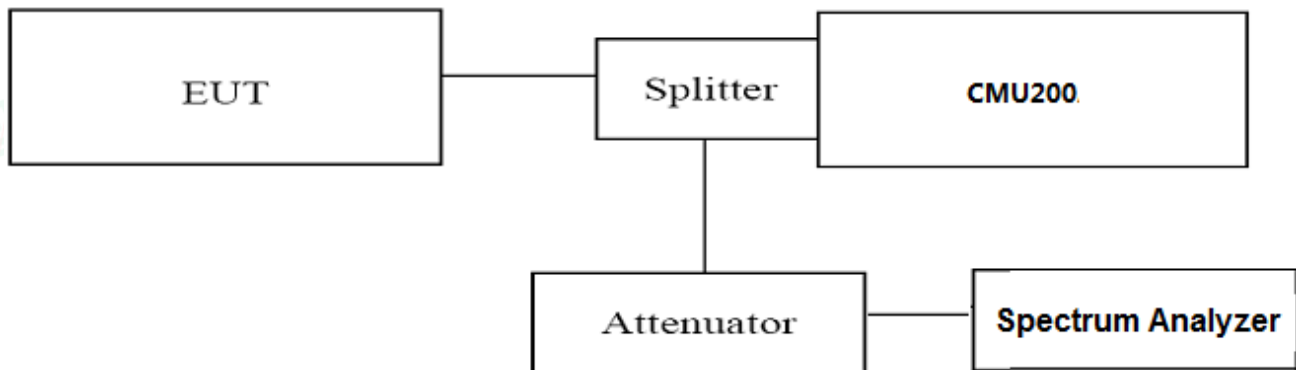 EUT
Splitter
CMU200.
Attenuator
Spectrum Analyzer